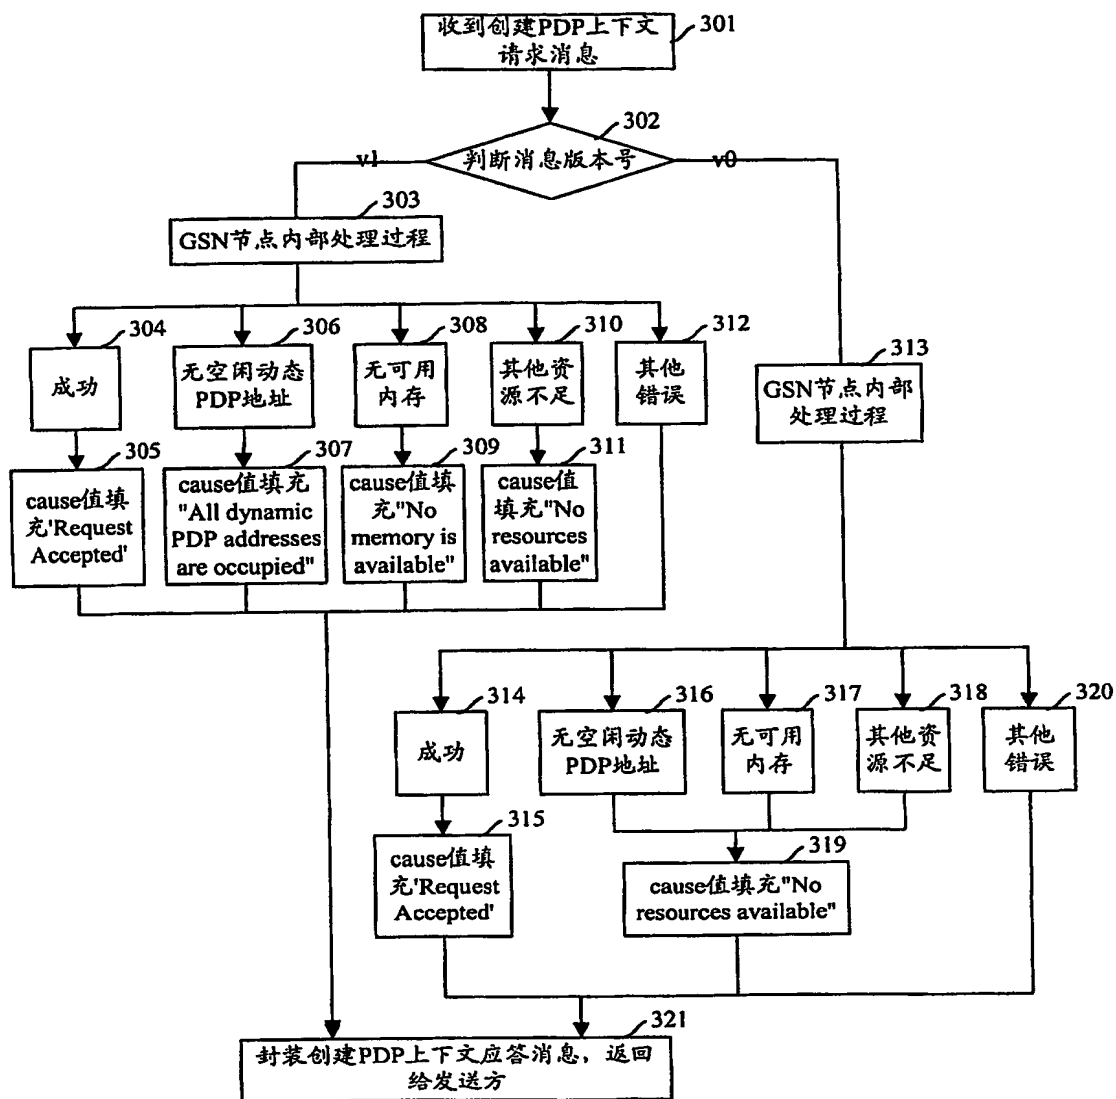 收到创建PDP上下文
请求消息
301
302
判断消息版本号
v1
v0
303
GSN节点内部处理过程
304
306
308
310
312
成功
无空闲动态
PDP地址
无可用
内存
其他资
源不足
其他
错误
313
GSN节点内部
处理过程
305
307
309
311
cause值填
充'Request
Accepted'
cause值填充
"All dynamic
PDP addresses
are occupied"
cause值填
充"No
memory is
available"
cause值
填充"No
resources
available"
314
316
317
318
320
成功
无空闲动态
PDP地址
无可用
内存
其他资
源不足
其他
错误
315
319
cause值填
充'Request
Accepted'
cause值填充"No
resources available"
321
封装创建PDP上下文应答消息，返回
给发送方